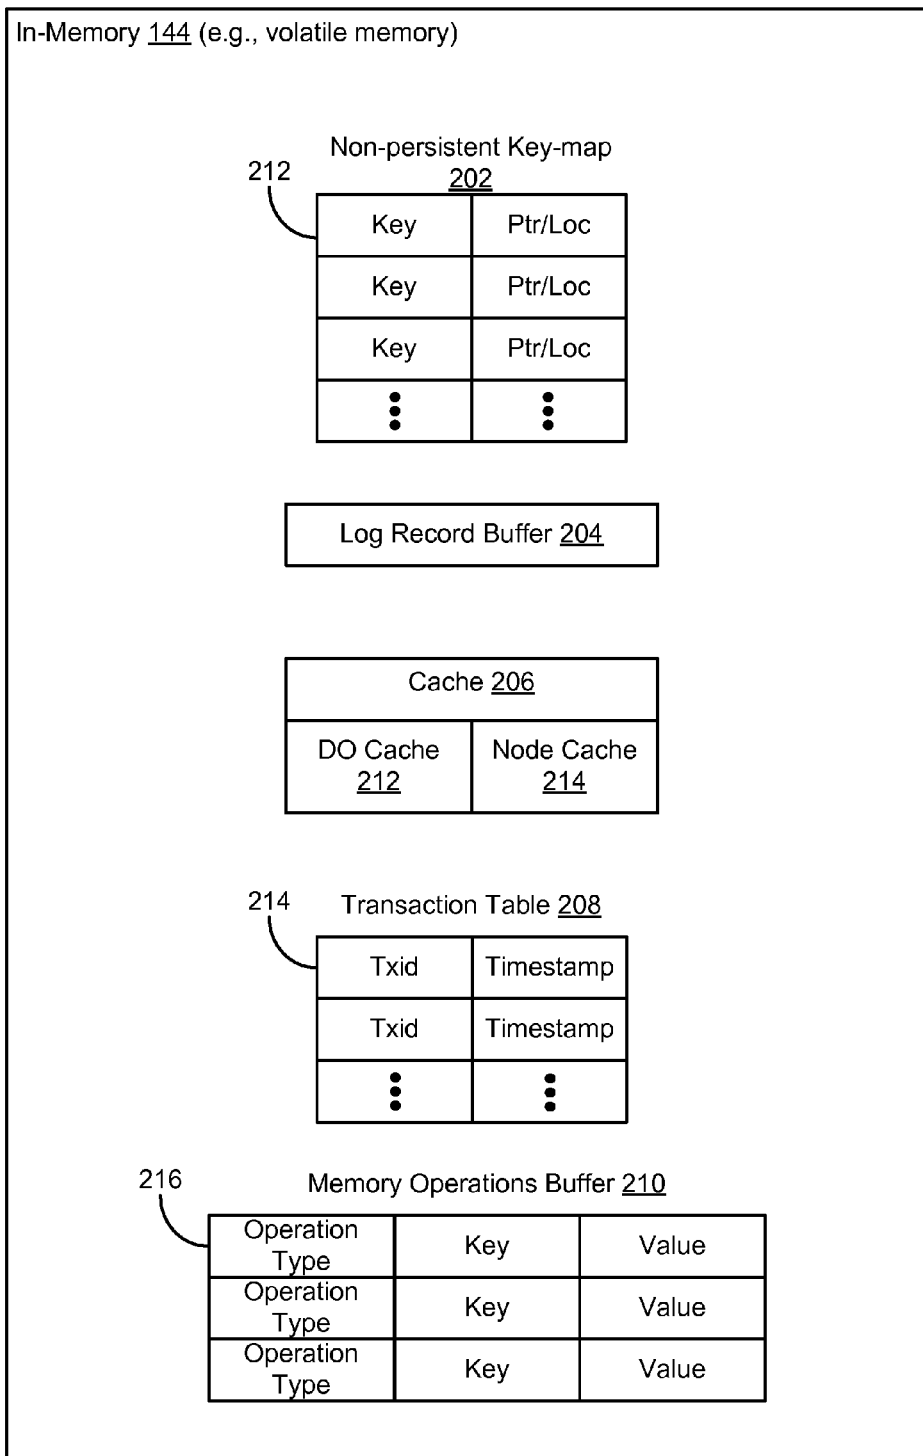 In-Memory 144 (e.g., volatile memory)
Non-persistent Key-map
202
212
Key Ptr/Loc
Key Ptr/Loc
Key Ptr/Loc
Log Record Buffer 204
Cache 206
DO Cache Node Cache
212 214
214
Transaction Table 208
Txid Timestamp
Txid Timestamp
216
Memory Operations Buffer 210
Operation
Type Key Value
Operation
Type Key Value
Operation
Type Key Value